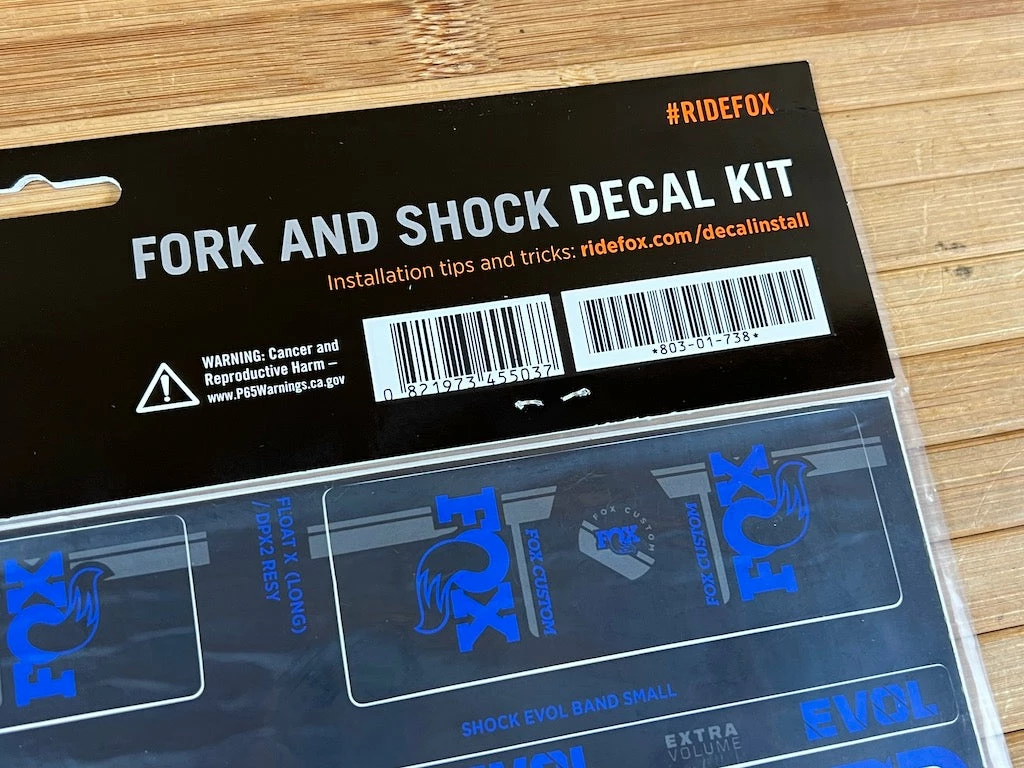 #RIDEFOX
FORK AND SHOCK DECAL KIT
Installation tips and tricks: ridefox.com/decalinstall
WARNING: Cancer and
Reproductive Harm –
www.P65Warnings.ca.gov
0 821973 455037
*803-01-738*
FOX
FLOAT X (LONG)
/ DPX2 RESY
FOX
FOX CUSTOM
FOX CUSTOM
FOX
FOX CUSTOM
FOX
SHOCK EVOL BAND SMALL
EVOL
EXTRA
VOLUME
EVOL